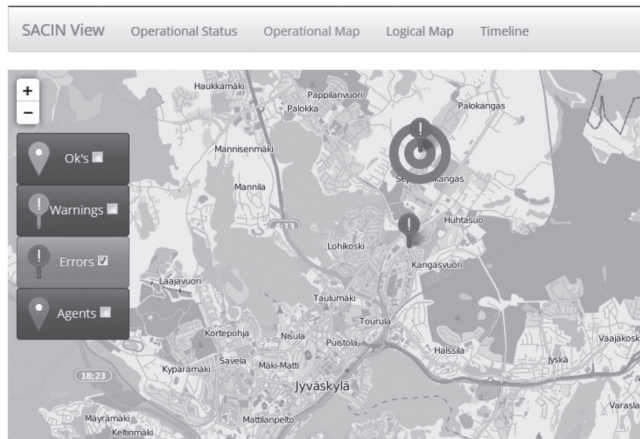 SACIN View Operational Status Operational Map Logical Map Timeline
+
−
Ok's
Warnings
Errors
Agents
Haukkamäki
Pappilanvuori
Palokka
Palokangas
Mannisenmäki
Mannila
Huhtasuo
Lohikoski
Kangasvuori
Laajavuori
Taulumäki
Tourula
Kortepohja
Nisula
Puistola
Halssila
Vaajakosk
Savela
Mäki-Matti
Jyskä
Kypärämäki
18;23
Jyväskylä
Varasla
Mäyrämäki
Mattilanpelto
Keltinmäki